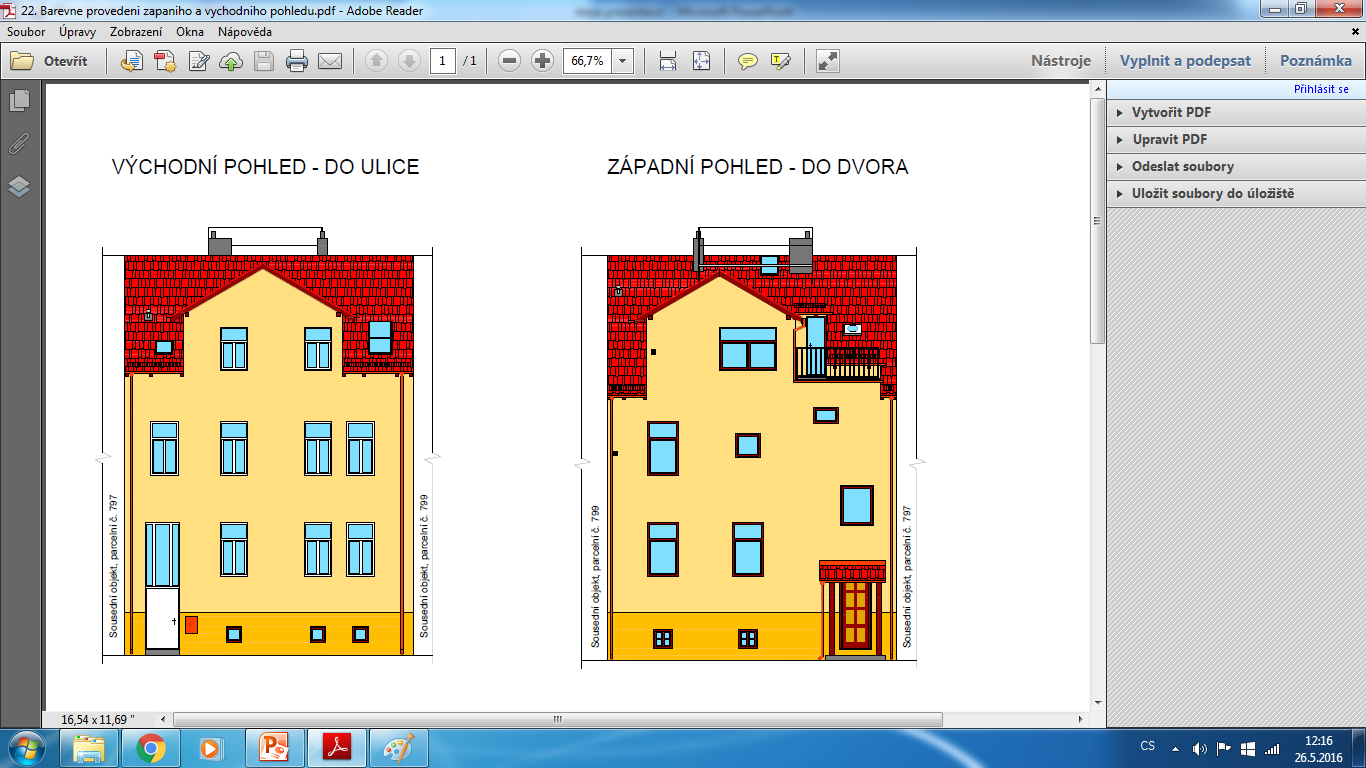 22. Barevne provedeni zapaniho a vychodniho pohledu.pdf - Adobe Reader
Soubor Úpravy Zobrazení Okna Nápověda
Otevřít 1 / 1 66,7% Nástroje Vyplnit a podepsat Poznámka
Přihlásit se
Vytvořit PDF
Upravit PDF
Odeslat soubory
Uložit soubory do úložiště
VÝCHODNÍ POHLED - DO ULICE
ZÁPADNÍ POHLED - DO DVORA
Sousední objekt, parcelní č. 797
Sousední objekt, parcelní č. 799
Sousední objekt, parcelní č. 799
Sousední objekt, parcelní č. 797
16,54 x 11,69 "
CS
12:16
26.5.2016